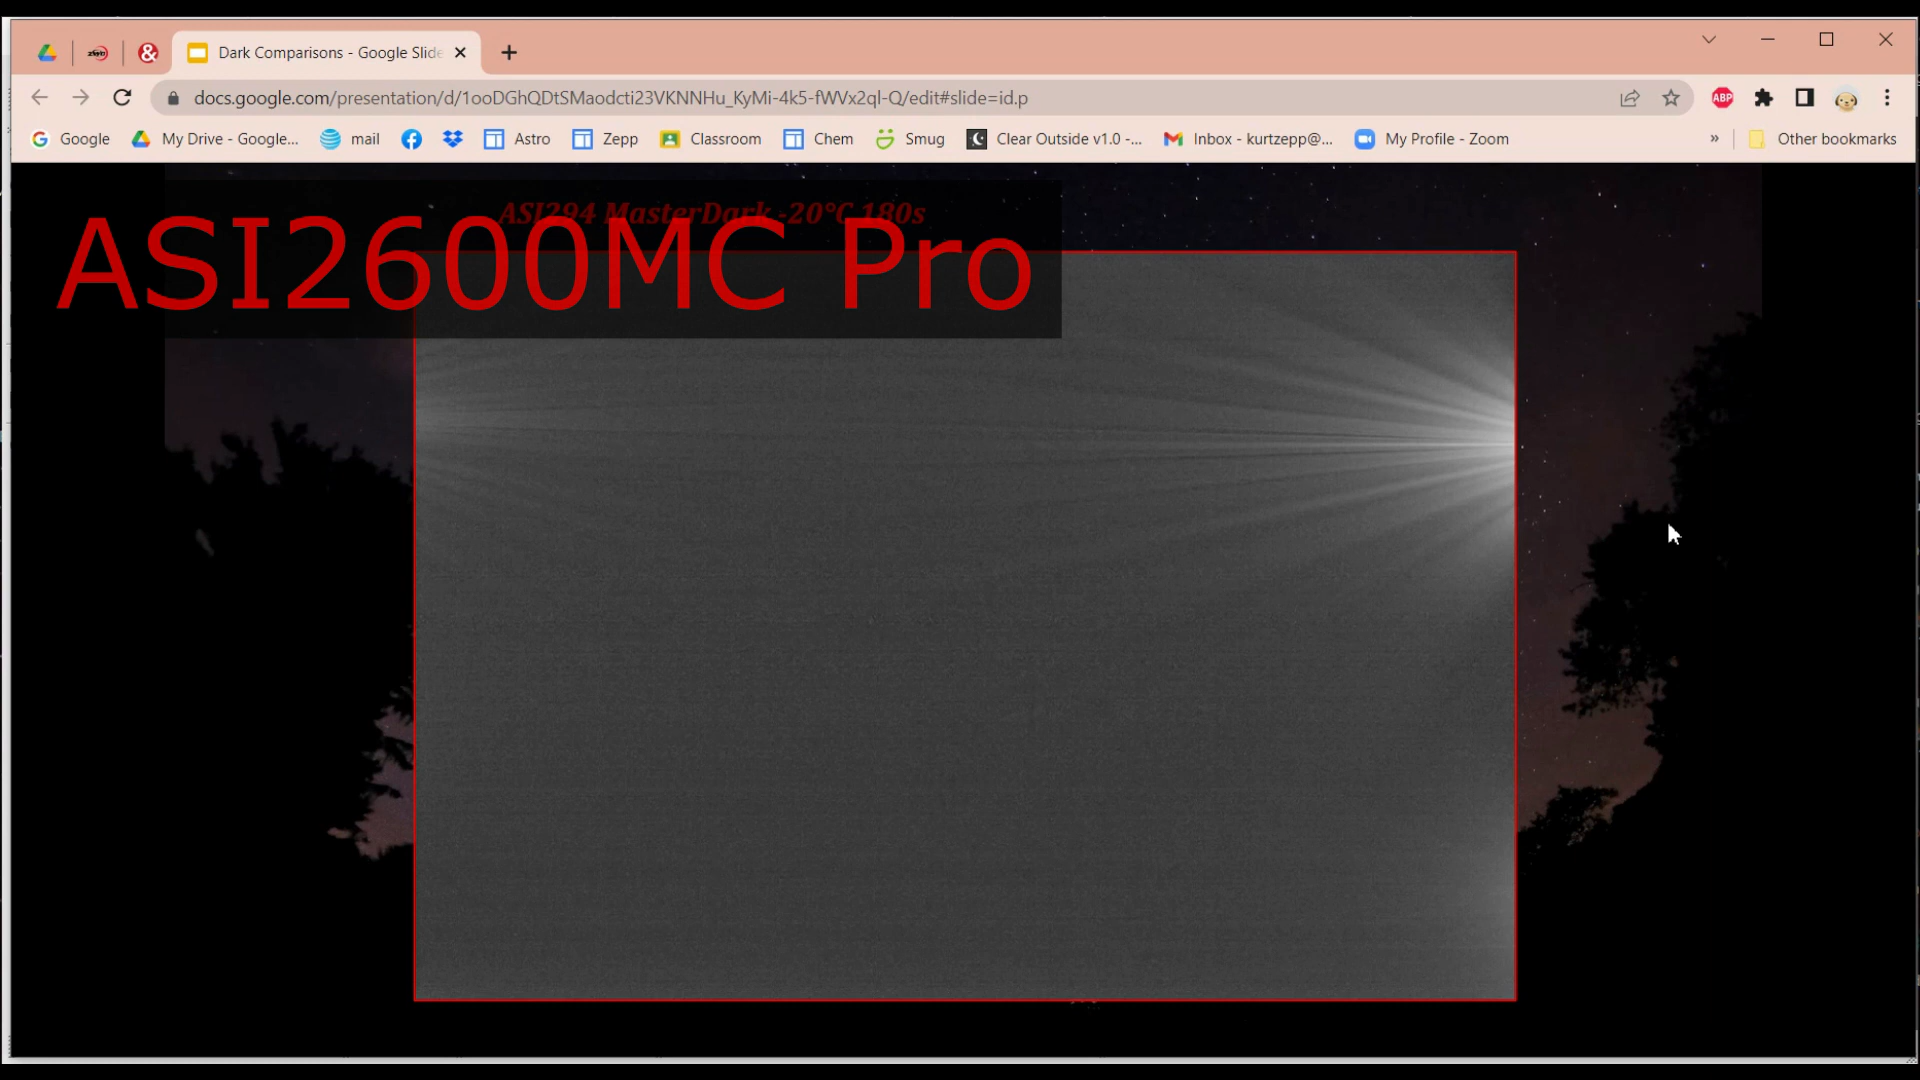 Dark Comparisons - Google Slide
docs.google.com/presentation/d/1ooDGhQDtSMaodcti23VKNNHu_KyMi-4k5-fWVx2ql-Q/edit#slide=id.p
ABP
Google My Drive - Google... mail Astro Zepp Classroom Chem Smug Clear Outside v1.0 -... Inbox - kurtzepp@... My Profile - Zoom » Other bookmarks
ASI294 MasterDark -20°C 180s
ASI2600MC Pro